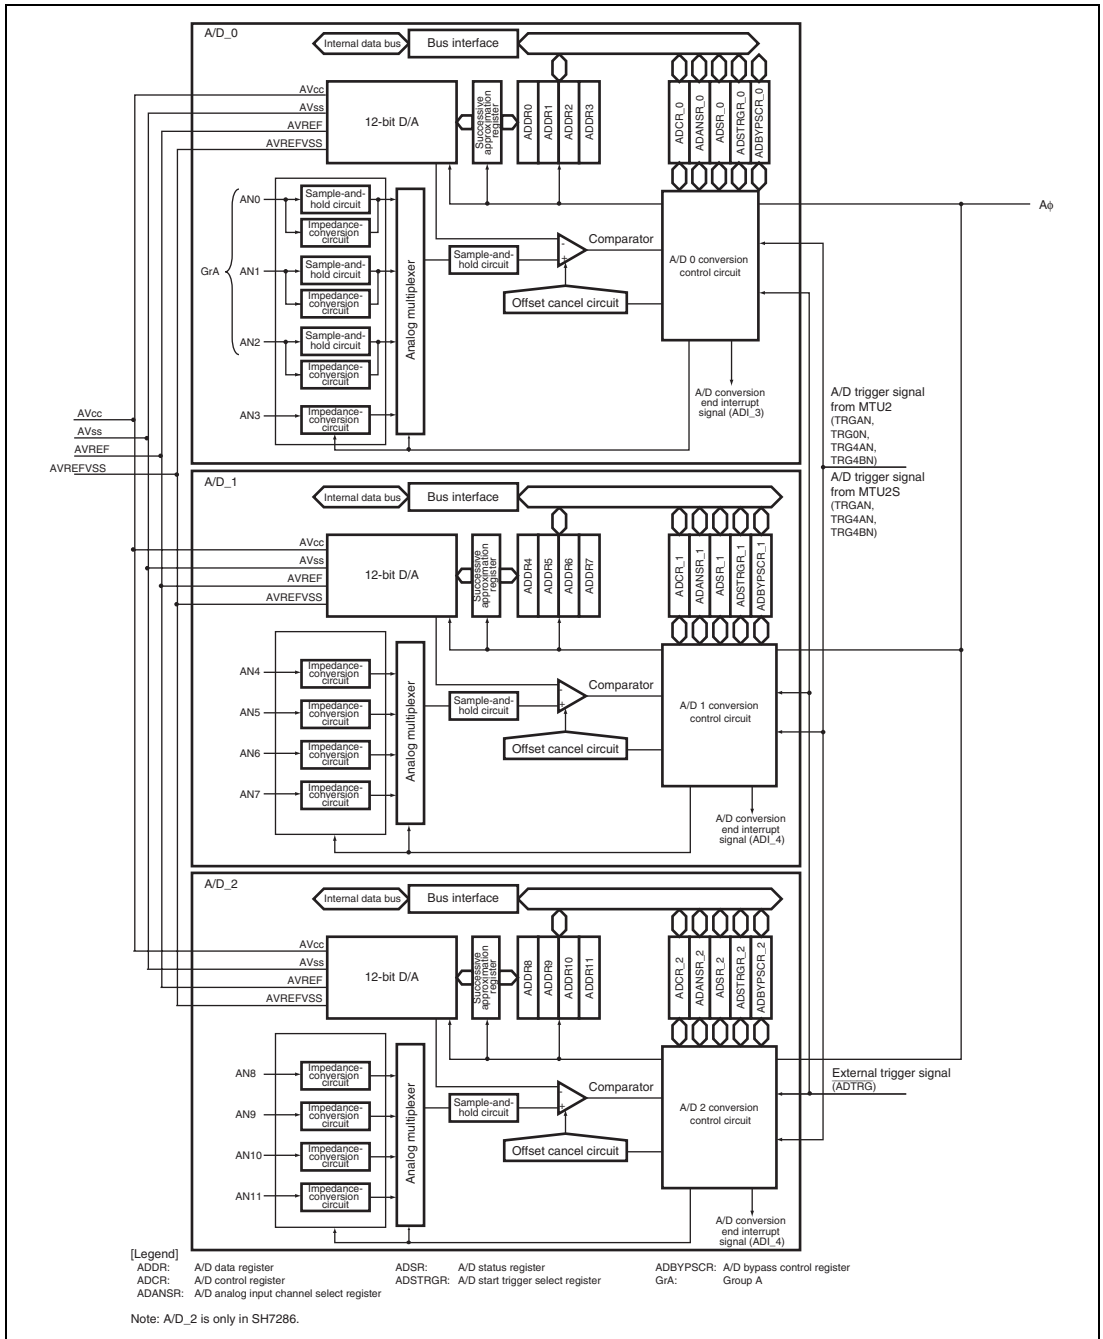 A/D_0
Internal data bus
Bus interface
AVcc
AVss
AVREF
AVREFVSS
12-bit D/A
Successive
approximation
register
ADDR0
ADDR1
ADDR2
ADDR3
ADCR_0
ADANSR_0
ADSR_0
ADSTRGR_0
ADBYPSCR_0
Aϕ
GrA
AN0
Sample-and-
hold circuit
Impedance-
conversion
circuit
AN1
Sample-and-
hold circuit
Impedance-
conversion
circuit
AN2
Sample-and-
hold circuit
Impedance-
conversion
circuit
AN3
Impedance-
conversion
circuit
Analog multiplexer
Sample-and-
hold circuit
-
+
Comparator
Offset cancel circuit
A/D 0 conversion
control circuit
A/D conversion
end interrupt
signal (ADI_3)
AVcc
AVss
AVREF
AVREFVSS
A/D trigger signal
from MTU2
(TRGAN,
TRG0N,
TRG4AN,
TRG4BN)
A/D trigger signal
from MTU2S
(TRGAN,
TRG4AN,
TRG4BN)
A/D_1
Internal data bus
Bus interface
AVcc
AVss
AVREF
AVREFVSS
12-bit D/A
Successive
approximation
register
ADDR4
ADDR5
ADDR6
ADDR7
ADCR_1
ADANSR_1
ADSR_1
ADSTRGR_1
ADBYPSCR_1
AN4
Impedance-
conversion
circuit
AN5
Impedance-
conversion
circuit
AN6
Impedance-
conversion
circuit
AN7
Impedance-
conversion
circuit
Analog multiplexer
Sample-and-
hold circuit
-
+
Comparator
Offset cancel circuit
A/D 1 conversion
control circuit
A/D conversion
end interrupt
signal (ADI_4)
A/D_2
Internal data bus
Bus interface
AVcc
AVss
AVREF
AVREFVSS
12-bit D/A
Successive
approximation
register
ADDR8
ADDR9
ADDR10
ADDR11
ADCR_2
ADANSR_2
ADSR_2
ADSTRGR_2
ADBYPSCR_2
AN8
Impedance-
conversion
circuit
AN9
Impedance-
conversion
circuit
AN10
Impedance-
conversion
circuit
AN11
Impedance-
conversion
circuit
Analog multiplexer
Sample-and-
hold circuit
-
+
Comparator
Offset cancel circuit
A/D 2 conversion
control circuit
External trigger signal
(ADTRG)
A/D conversion
end interrupt
signal (ADI_4)
[Legend]
ADDR: A/D data register
ADCR: A/D control register
ADANSR: A/D analog input channel select register
ADSR: A/D status register
ADSTRGR: A/D start trigger select register
ADBYPSCR: A/D bypass control register
GrA: Group A
Note: A/D_2 is only in SH7286.